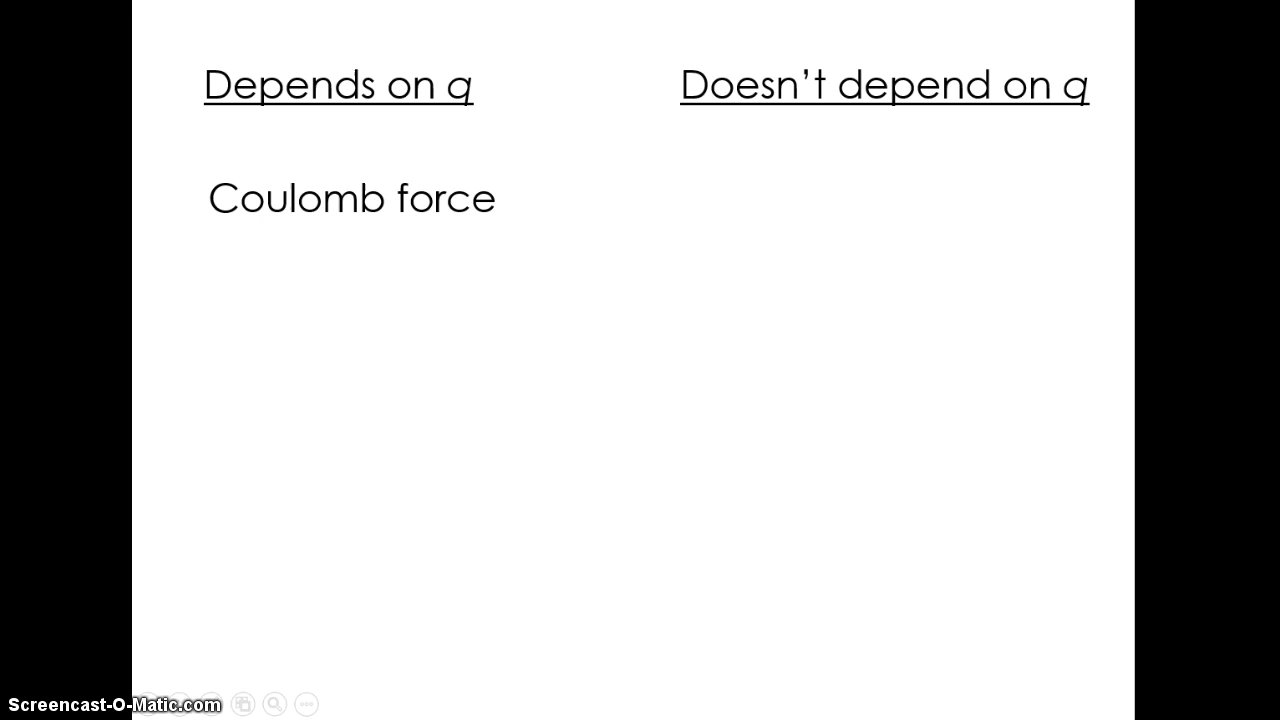 Depends on q
Doesn’t depend on q
Coulomb force
Screencast-O-Matic.com